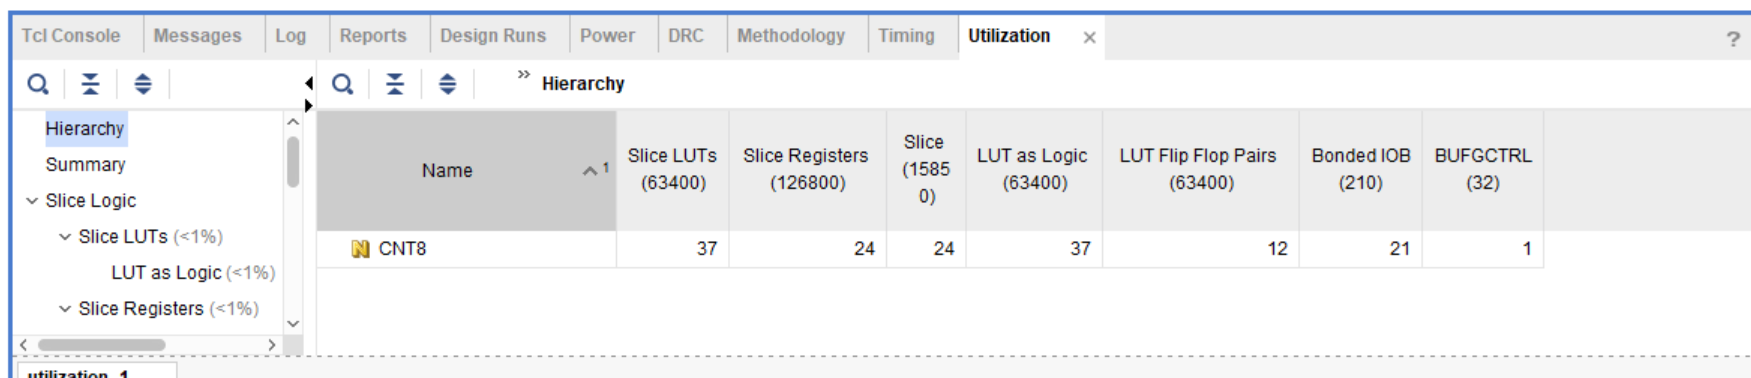 Tcl Console Messages Log Reports Design Runs Power DRC Methodology Timing Utilization × ?
» Hierarchy
Hierarchy
Summary
Slice Logic
Slice LUTs (<1%)
LUT as Logic (<1%)
Slice Registers (<1%)
Name 1
Slice LUTs
(63400)
Slice Registers
(126800)
Slice
(1585
0)
LUT as Logic
(63400)
LUT Flip Flop Pairs
(63400)
Bonded IOB
(210)
BUFGCTRL
(32)
N CNT8 37 24 24 37 12 21 1
utilization_1